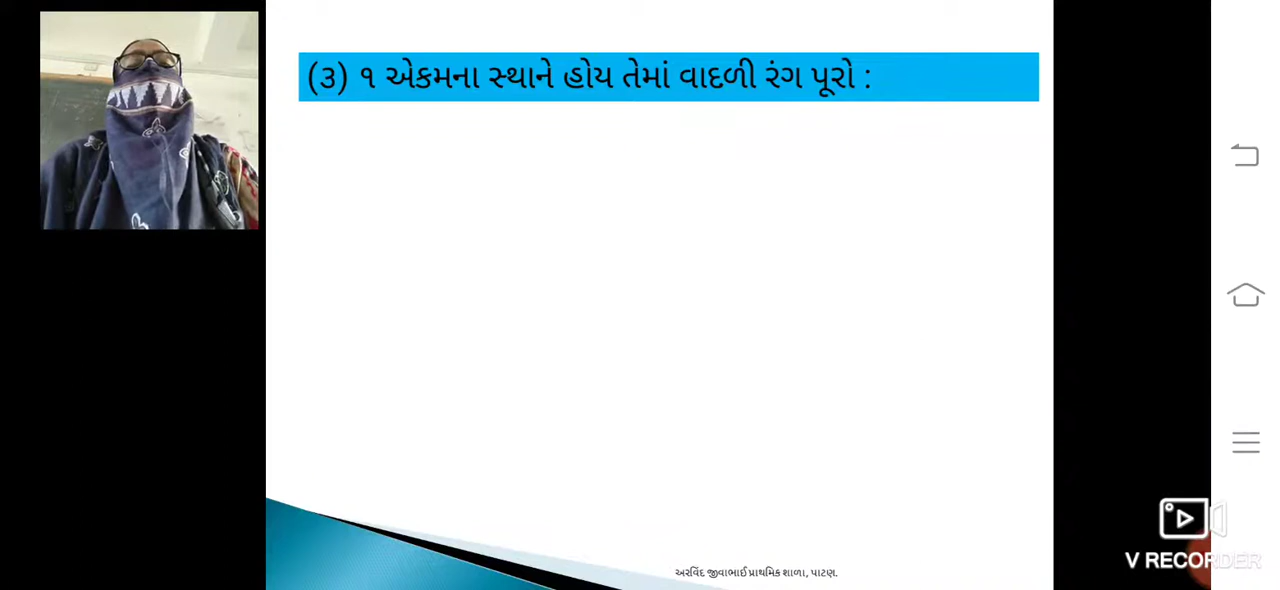 (૩) ૧ એકમના સ્થાને હોય તેમાં વાદળી રંગ પૂરો :
અરવિંદ જીવાભાઈ પ્રાથમિક શાળા, પાટણ.
V RECORDER